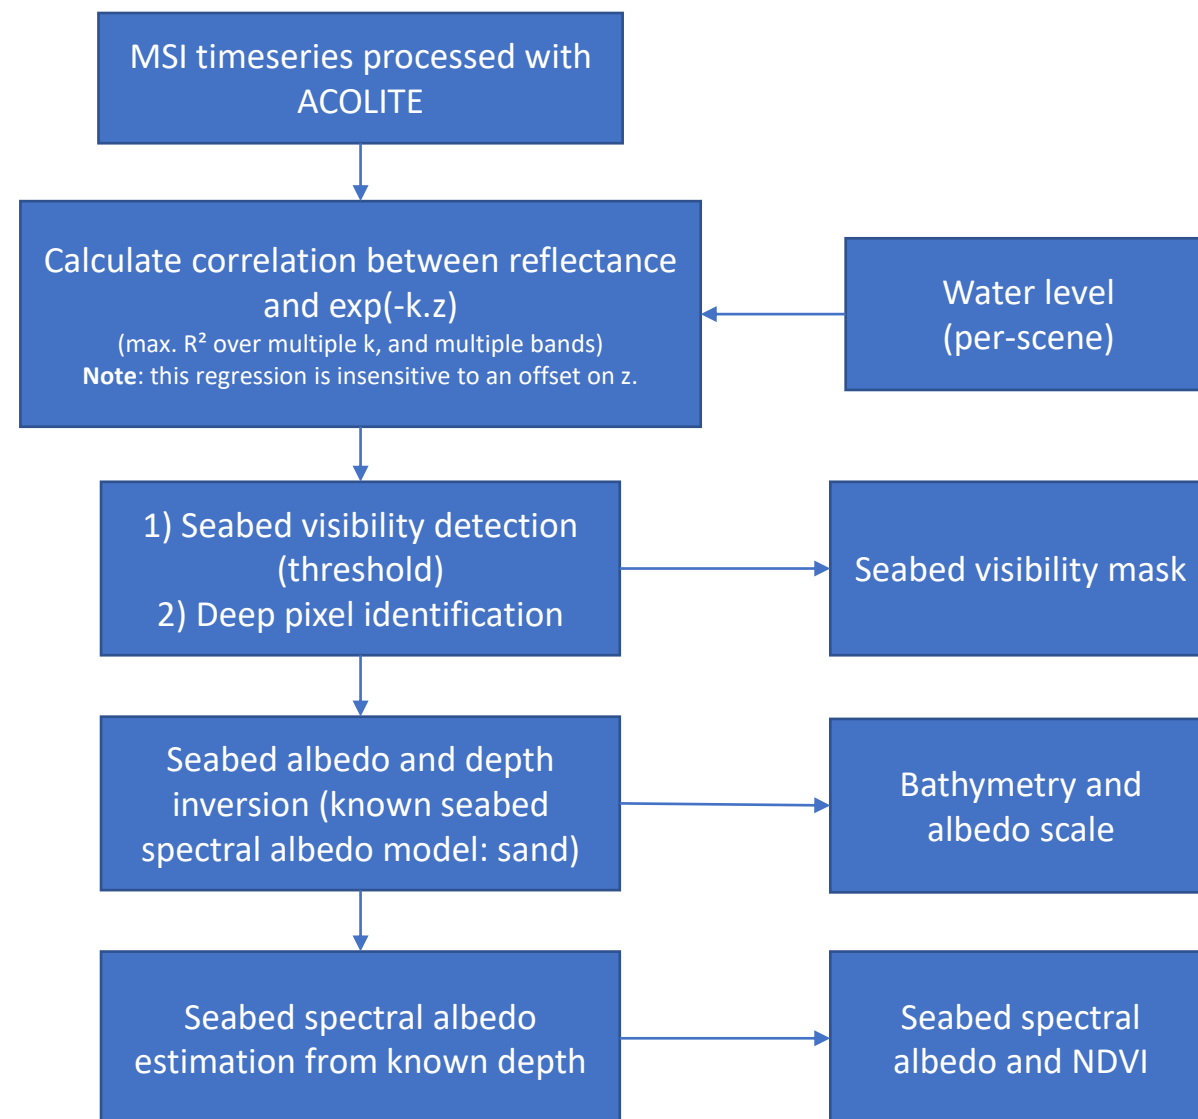 MSI timeseries processed with
ACOLITE
Calculate correlation between reflectance
and exp(-k.z)
(max. R² over multiple k, and multiple bands)
Note: this regression is insensitive to an offset on z.
Water level
(per-scene)
1) Seabed visibility detection
(threshold)
2) Deep pixel identification
Seabed visibility mask
Seabed albedo and depth
inversion (known seabed
spectral albedo model: sand)
Bathymetry and
albedo scale
Seabed spectral albedo
estimation from known depth
Seabed spectral
albedo and NDVI